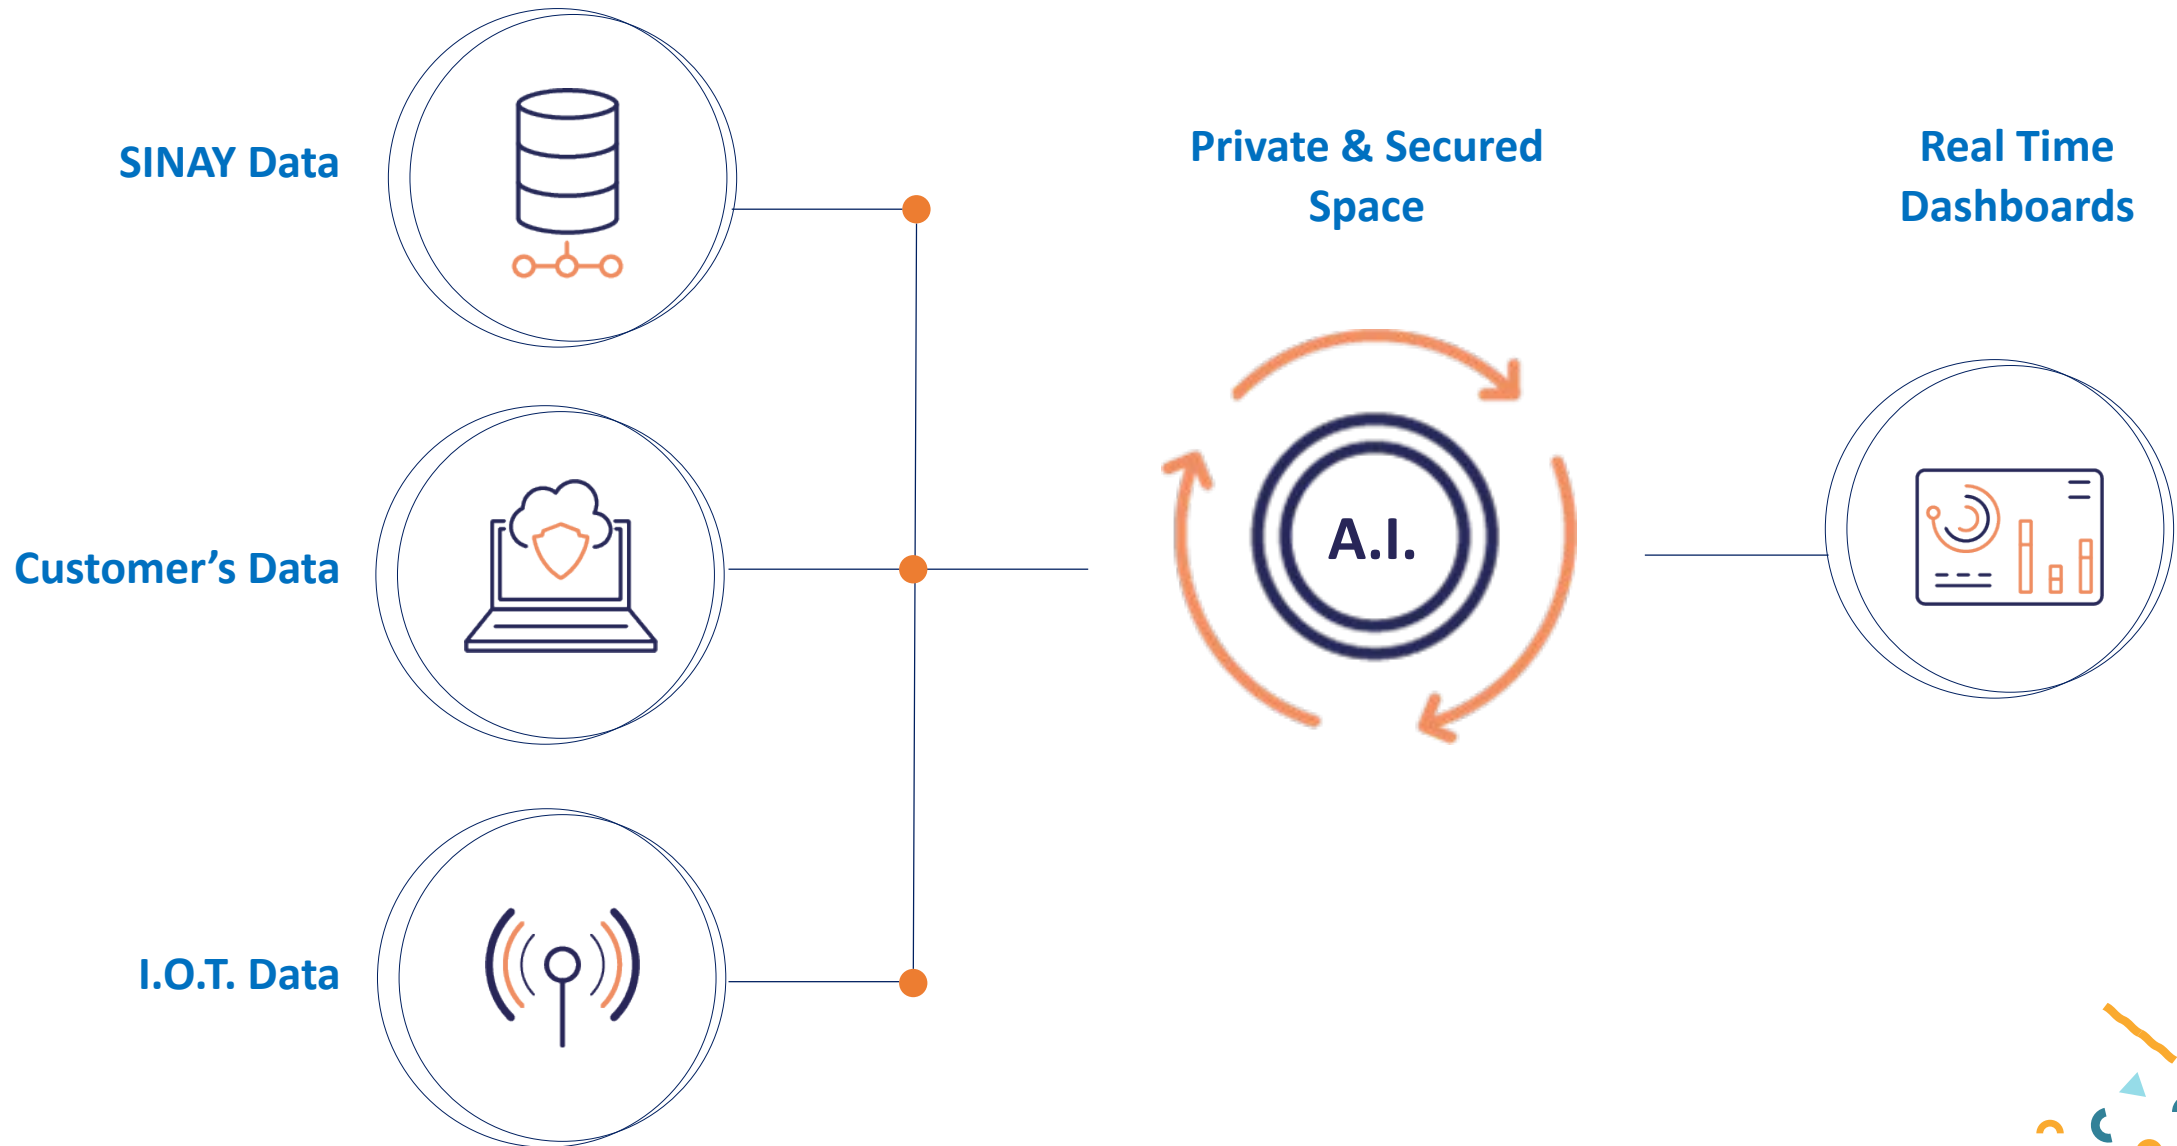 SINAY Data
Customer’s Data
I.O.T. Data
Private & Secured
Space
A.I.
Real Time
Dashboards